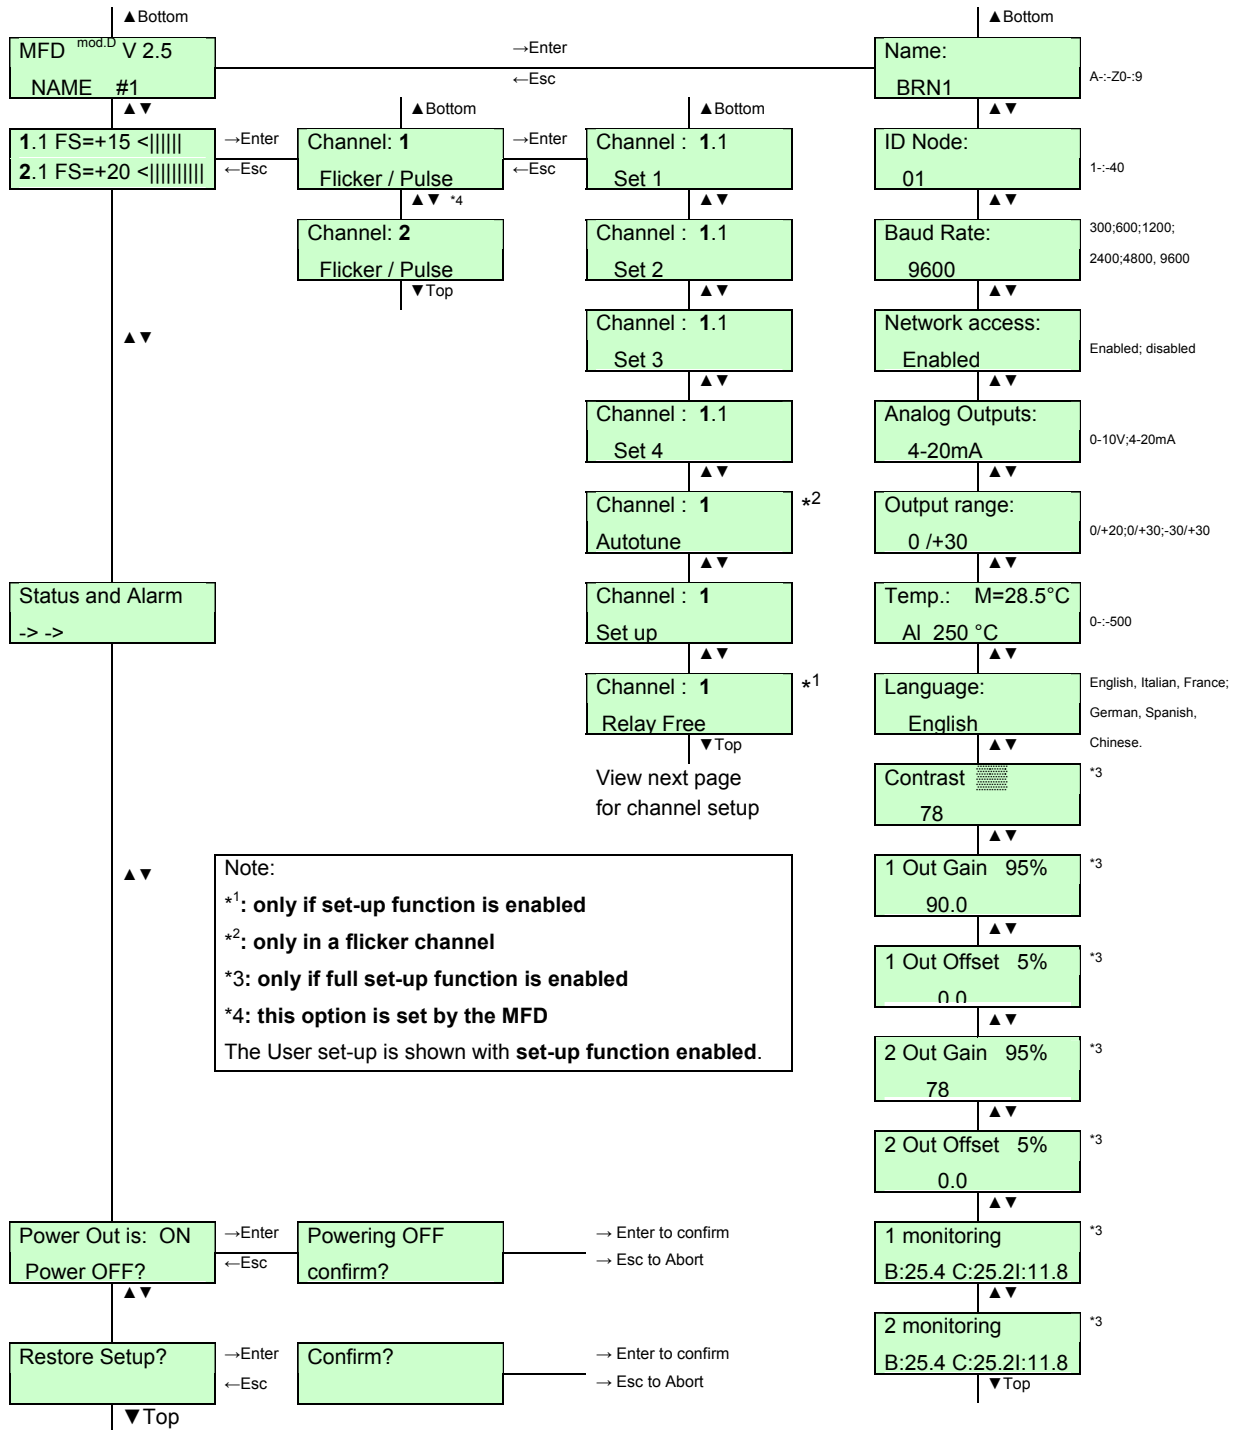 ▲Bottom
MFD mod.D V 2.5
NAME #1
▲▼
→Enter
←Esc
1.1 FS=+15 <||||||
2.1 FS=+20 <||||||||||
→Enter
←Esc
▲▼
Status and Alarm
-> ->
▲▼
Power Out is: ON
Power OFF?
▲▼
→Enter
←Esc
Powering OFF
confirm?
→ Enter to confirm
→ Esc to Abort
Restore Setup?
→Enter
←Esc
Confirm?
→ Enter to confirm
→ Esc to Abort
▼Top
▲Bottom
Channel: 1
Flicker / Pulse
▲▼ *4
Channel: 2
Flicker / Pulse
▼Top
→Enter
←Esc
▲Bottom
Channel : 1.1
Set 1
▲▼
Channel : 1.1
Set 2
▲▼
Channel : 1.1
Set 3
▲▼
Channel : 1.1
Set 4
▲▼
Channel : 1
Autotune
*2
▲▼
Channel : 1
Set up
▲▼
Channel : 1
Relay Free
*1
▼Top
View next page
for channel setup
Note:
*1: only if set-up function is enabled
*2: only in a flicker channel
*3: only if full set-up function is enabled
*4: this option is set by the MFD
The User set-up is shown with set-up function enabled.
▲Bottom
Name:
BRN1
A-:-Z0-:9
▲▼
ID Node:
01
1-:-40
▲▼
Baud Rate:
9600
300;600;1200;
2400;4800, 9600
▲▼
Network access:
Enabled
Enabled; disabled
▲▼
Analog Outputs:
4-20mA
0-10V;4-20mA
▲▼
Output range:
0 /+30
0/+20;0/+30;-30/+30
▲▼
Temp.: M=28.5°C
Al 250 °C
0-:-500
▲▼
Language:
English
English, Italian, France;
German, Spanish,
Chinese.
▲▼
Contrast ▒▒
78
*3
▲▼
1 Out Gain 95%
90.0
*3
▲▼
1 Out Offset 5%
0.0
*3
▲▼
2 Out Gain 95%
78
*3
▲▼
2 Out Offset 5%
0.0
*3
▲▼
1 monitoring
B:25.4 C:25.2I:11.8
*3
▲▼
2 monitoring
B:25.4 C:25.2I:11.8
*3
▼Top